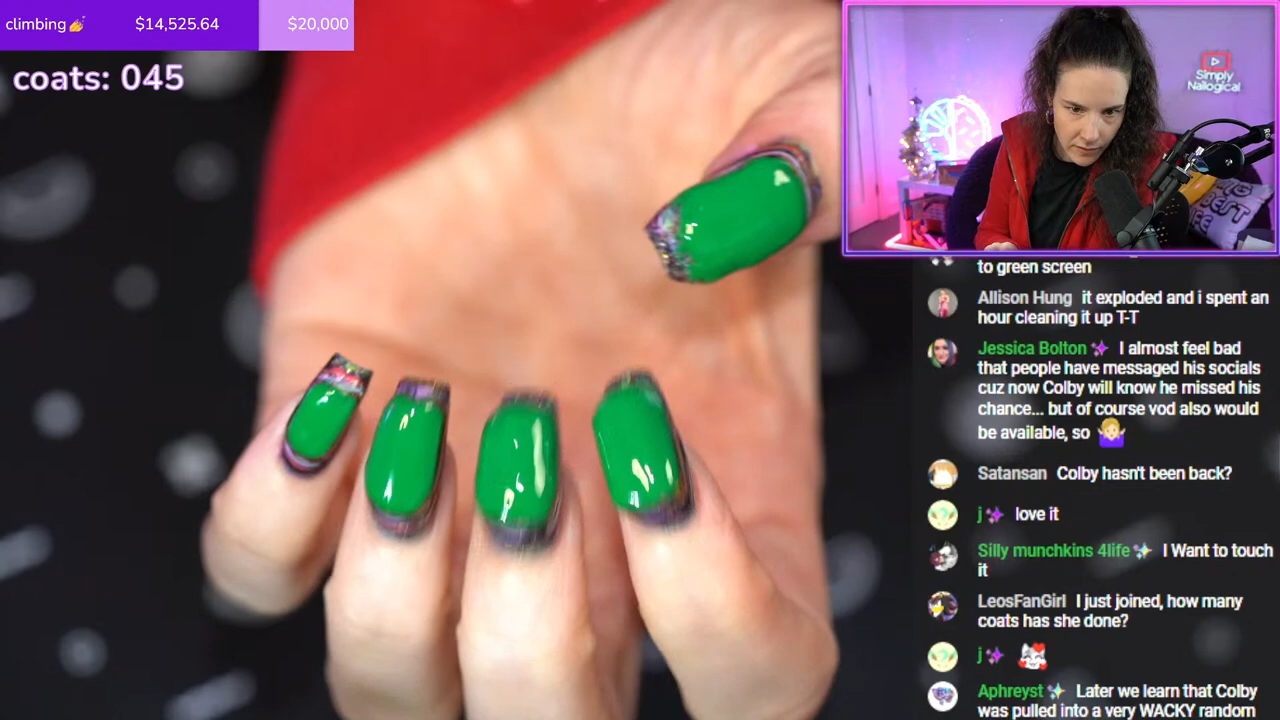 climbing💅 $14,525.64 $20,000
coats: 045
Simply
Nailogical
to green screen
Allison Hung it exploded and i spent an
hour cleaning it up T-T
Jessica Bolton I almost feel bad
that people have messaged his socials
cuz now Colby will know he missed his
chance... but of course vod also would
be available, so 🤷‍♀️
Satansan Colby hasn't been back?
j love it
Silly munchkins 4life I Want to touch
it
LeosFanGirl I just joined, how many
coats has she done?
j
Aphreyst Later we learn that Colby
was pulled into a very WACKY random